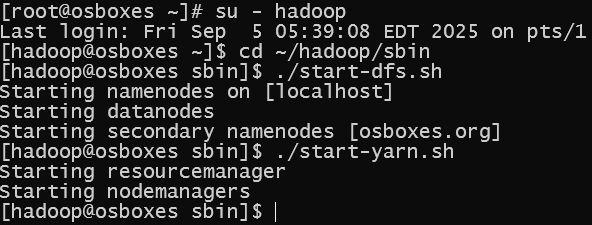 [root@osboxes ~]# su - hadoop
Last login: Fri Sep  5 05:39:08 EDT 2025 on pts/1
[hadoop@osboxes ~]$ cd ~/hadoop/sbin
[hadoop@osboxes sbin]$ ./start-dfs.sh
Starting namenodes on [localhost]
Starting datanodes
Starting secondary namenodes [osboxes.org]
[hadoop@osboxes sbin]$ ./start-yarn.sh
Starting resourcemanager
Starting nodemanagers
[hadoop@osboxes sbin]$